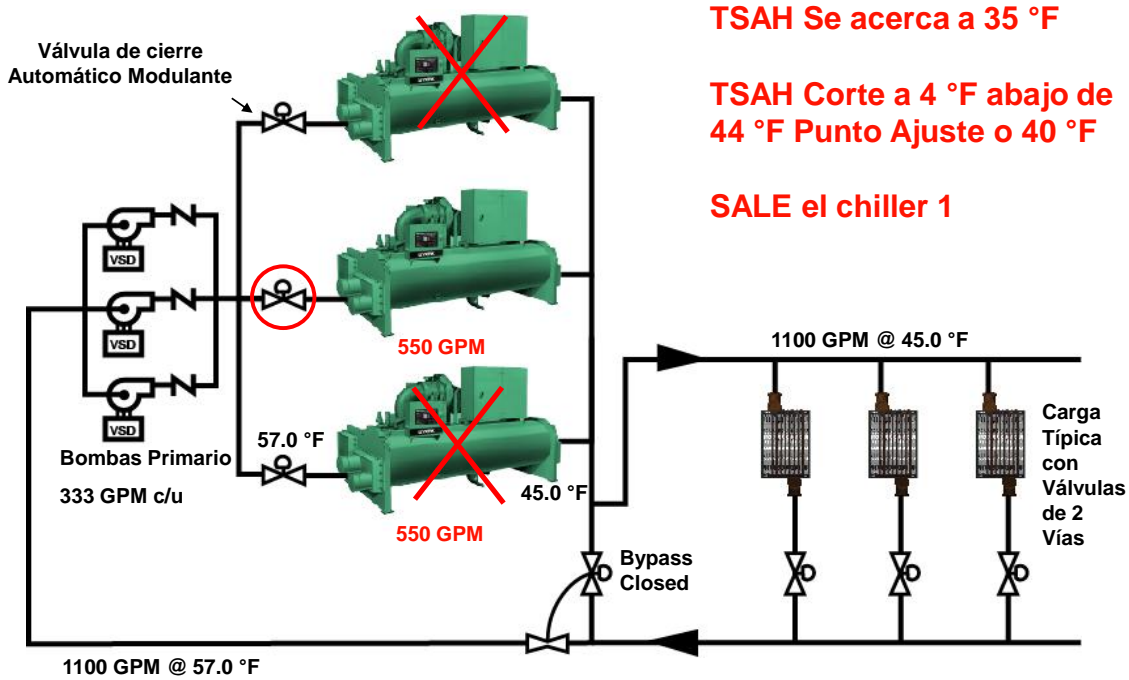 TSAH Se acerca a 35 °F
TSAH Corte a 4 °F abajo de
44 °F Punto Ajuste o 40 °F
SALE el chiller 1
Válvula de cierre
Automático Modulante
VSD
VSD
VSD
Bombas Primario
333 GPM c/u
550 GPM
57.0 °F
45.0 °F
550 GPM
1100 GPM @ 45.0 °F
Carga
Típica
con
Válvulas
de 2
Vías
Bypass
Closed
1100 GPM @ 57.0 °F